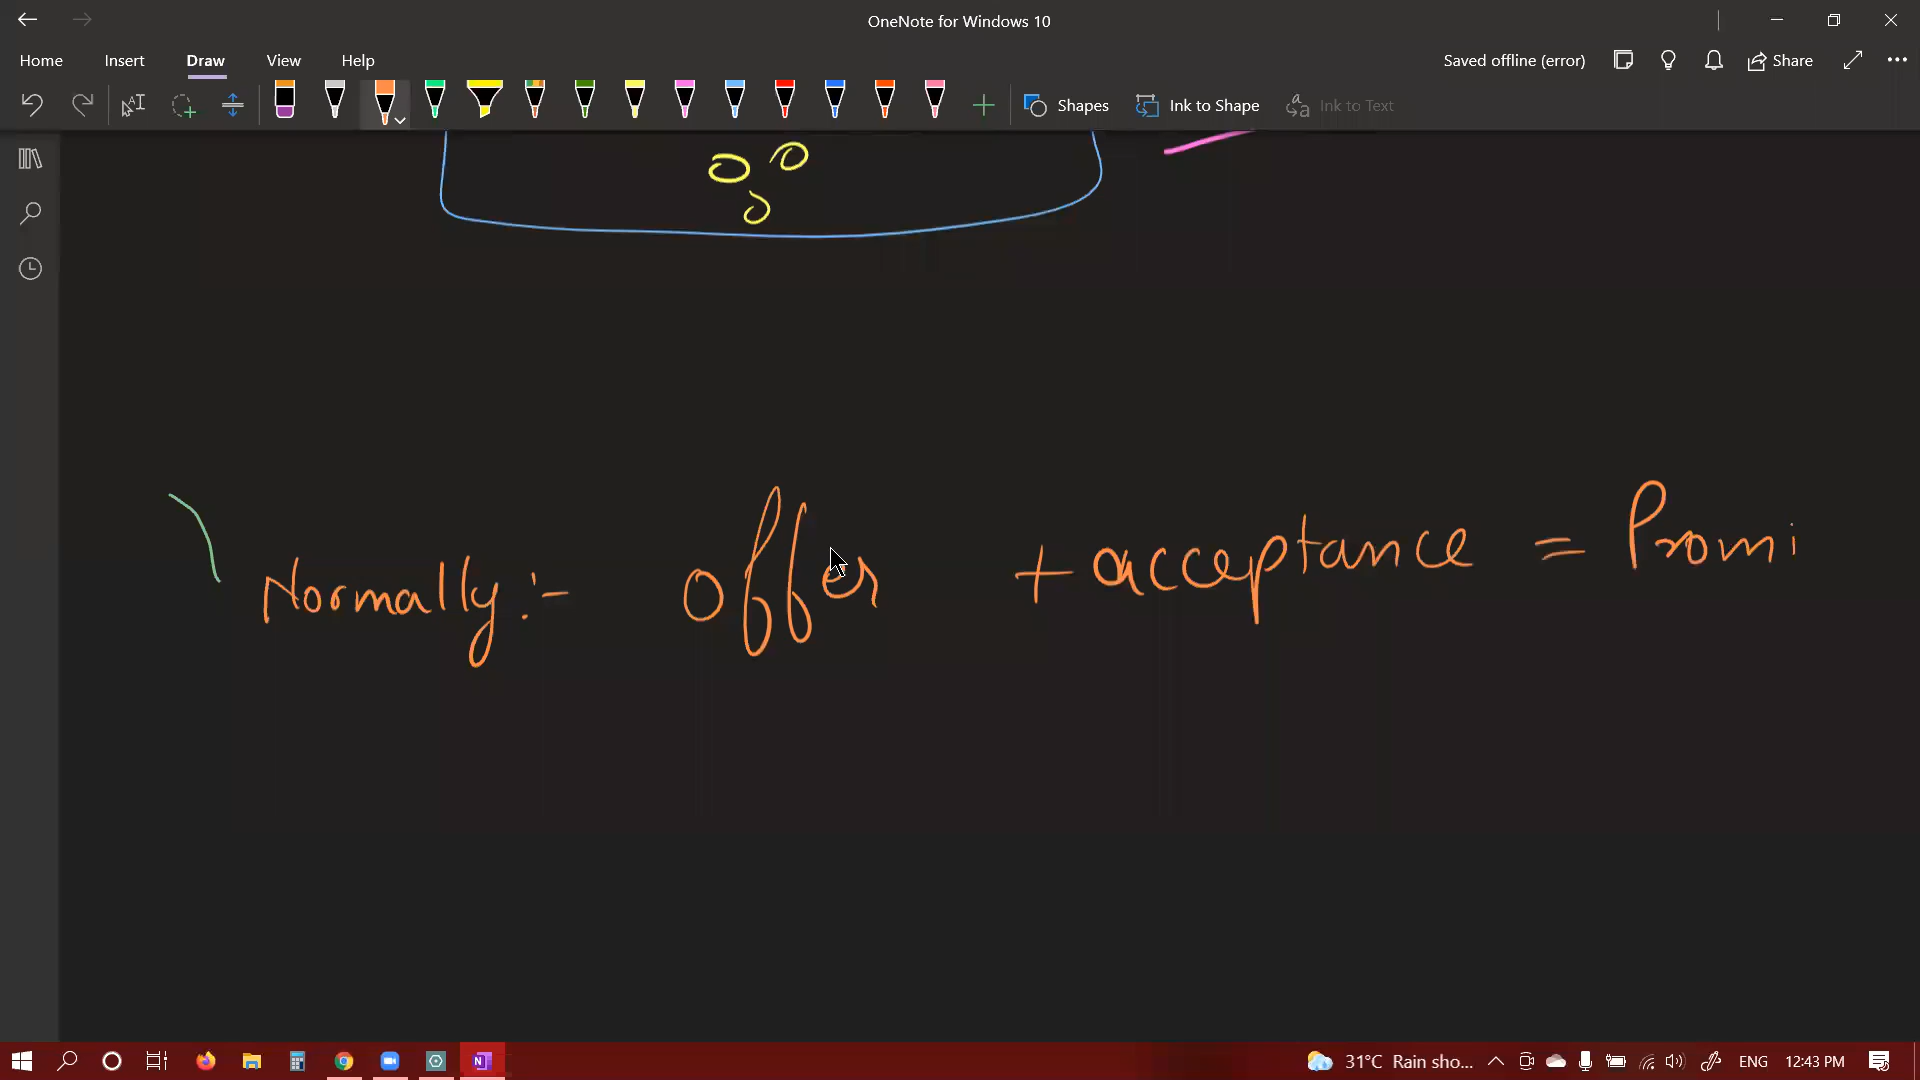 OneNote for Windows 10
Home Insert Draw View Help Saved offline (error) Share
Shapes Ink to Shape Ink to Text
Normally:- Offer + acceptance = Promi
31°C Rain sho... ENG 12:43 PM